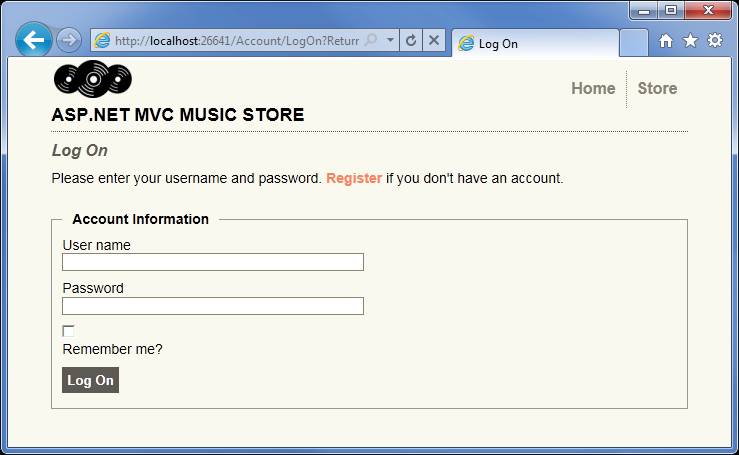 http://localhost:26641/Account/LogOn?Return
Log On
Home
Store
ASP.NET MVC MUSIC STORE
Log On
Please enter your username and password. Register if you don't have an account.
Account Information
User name
Password
Remember me?
Log On